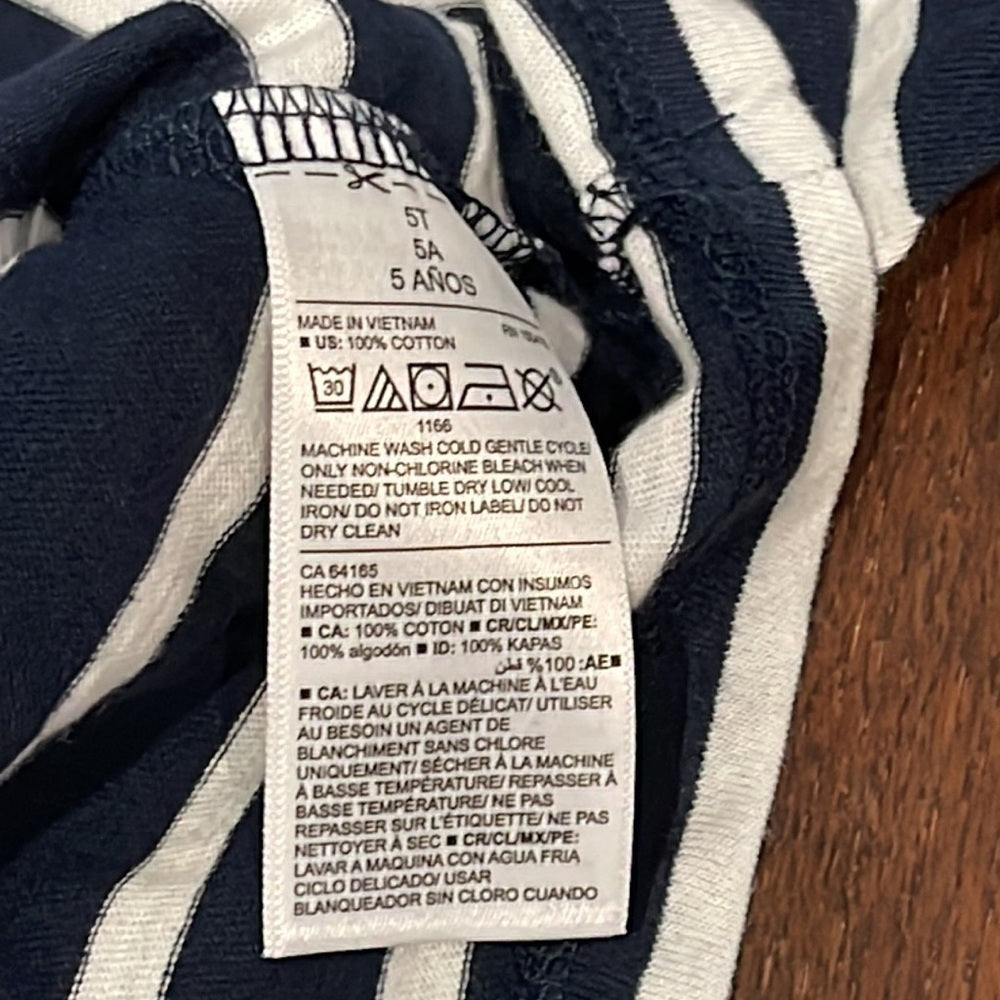 5T
5A
5 AÑOS
MADE IN VIETNAM
RN
■ US: 100% COTTON
30
1166
MACHINE WASH COLD GENTLE CYCLE/
ONLY NON-CHLORINE BLEACH WHEN
NEEDED/ TUMBLE DRY LOW/ COOL
IRON/ DO NOT IRON LABEL/ DO NOT
DRY CLEAN
CA 64165
HECHO EN VIETNAM CON INSUMOS
IMPORTADOS/ DIBUAT DI VIETNAM
■ CA: 100% COTON ■ CR/CL/MX/PE:
100% algodón ■ ID: 100% KAPAS
■AE: 100% قطن
■ CA: LAVER À LA MACHINE À L'EAU
FROIDE AU CYCLE DÉLICAT/ UTILISER
AU BESOIN UN AGENT DE
BLANCHIMENT SANS CHLORE
UNIQUEMENT/ SÉCHER À LA MACHINE
À BASSE TEMPÉRATURE/ REPASSER À
BASSE TEMPÉRATURE/ NE PAS
REPASSER SUR L'ÉTIQUETTE/ NE PAS
NETTOYER À SEC ■ CR/CL/MX/PE:
LAVAR A MAQUINA CON AGUA FRIA
CICLO DELICADO/ USAR
BLANQUEADOR SIN CLORO CUANDO